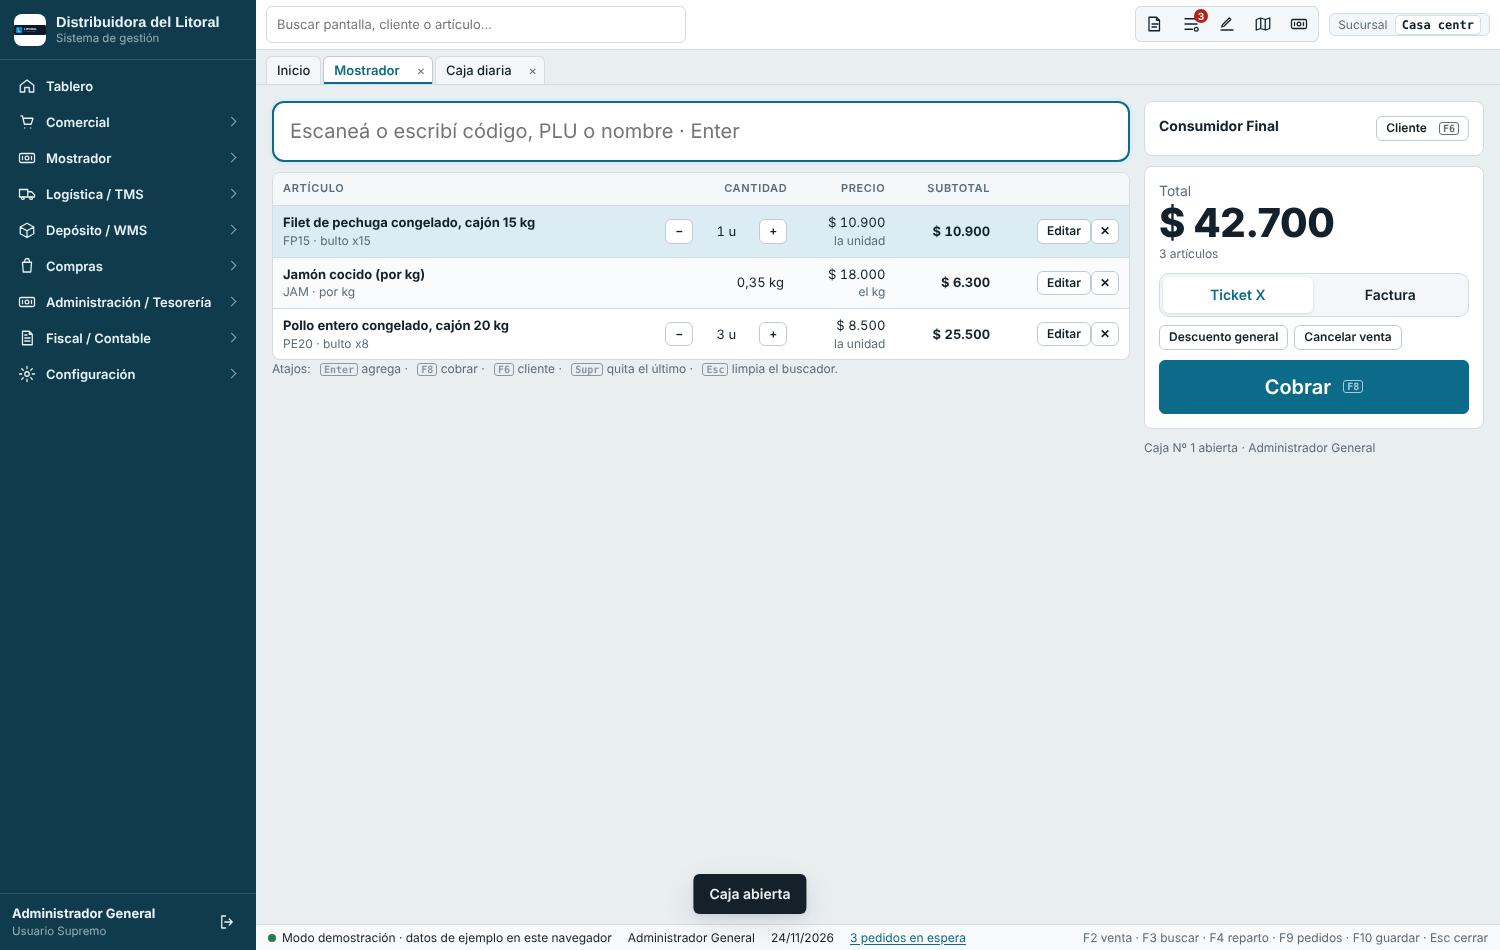 Distribuidora del Litoral
Sistema de gestión
Tablero
Comercial
Mostrador
Logística / TMS
Depósito / WMS
Compras
Administración / Tesorería
Fiscal / Contable
Configuración
Administrador General
Usuario Supremo
Buscar pantalla, cliente o artículo...
3
Sucursal Casa centr
Inicio
Mostrador ×
Caja diaria ×
Escaneá o escribí código, PLU o nombre · Enter
ARTÍCULO CANTIDAD PRECIO SUBTOTAL
Filet de pechuga congelado, cajón 15 kg
FP15 · bulto x15
− 1 u +
$ 10.900
la unidad
$ 10.900
Editar ✕
Jamón cocido (por kg)
JAM · por kg
0,35 kg
$ 18.000
el kg
$ 6.300
Editar ✕
Pollo entero congelado, cajón 20 kg
PE20 · bulto x8
− 3 u +
$ 8.500
la unidad
$ 25.500
Editar ✕
Atajos: Enter agrega · F8 cobrar · F6 cliente · Supr quita el último · Esc limpia el buscador.
Consumidor Final
Cliente F6
Total
$ 42.700
3 artículos
Ticket X
Factura
Descuento general
Cancelar venta
Cobrar F8
Caja Nº 1 abierta · Administrador General
Caja abierta
Modo demostración · datos de ejemplo en este navegador
Administrador General
24/11/2026
3 pedidos en espera
F2 venta · F3 buscar · F4 reparto · F9 pedidos · F10 guardar · Esc cerrar